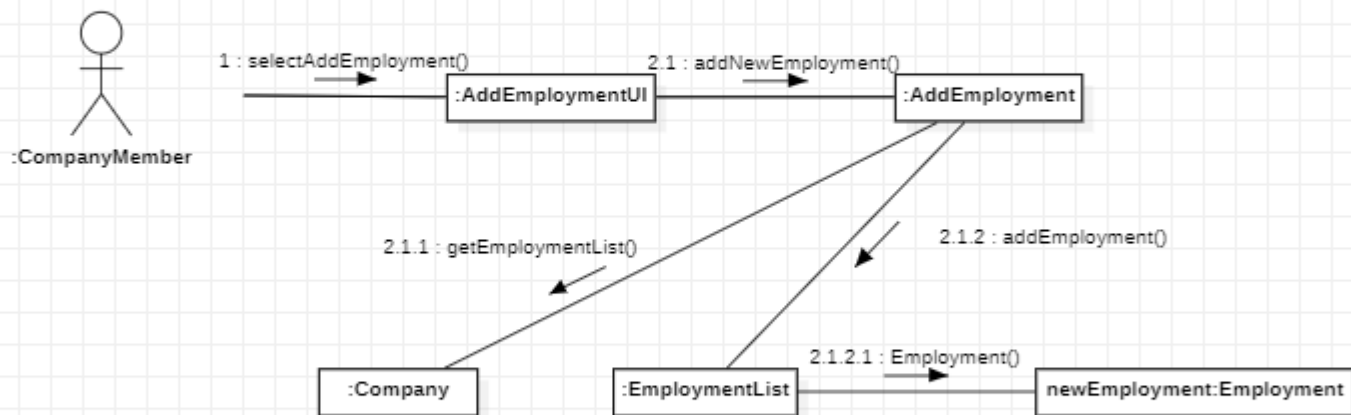 1 : selectAddEmployment()
2.1 : addNewEmployment()
:AddEmploymentUI
:AddEmployment
:CompanyMember
2.1.1 : getEmploymentList()
2.1.2 : addEmployment()
2.1.2.1 : Employment()
:Company
:EmploymentList
newEmployment:Employment